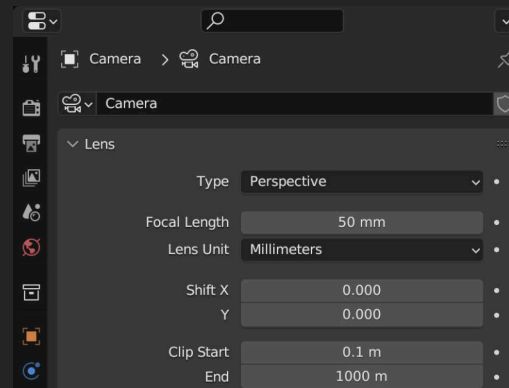 Camera > Camera
Camera
Lens
Type Perspective
Focal Length 50 mm
Lens Unit Millimeters
Shift X 0.000
Y 0.000
Clip Start 0.1 m
End 1000 m